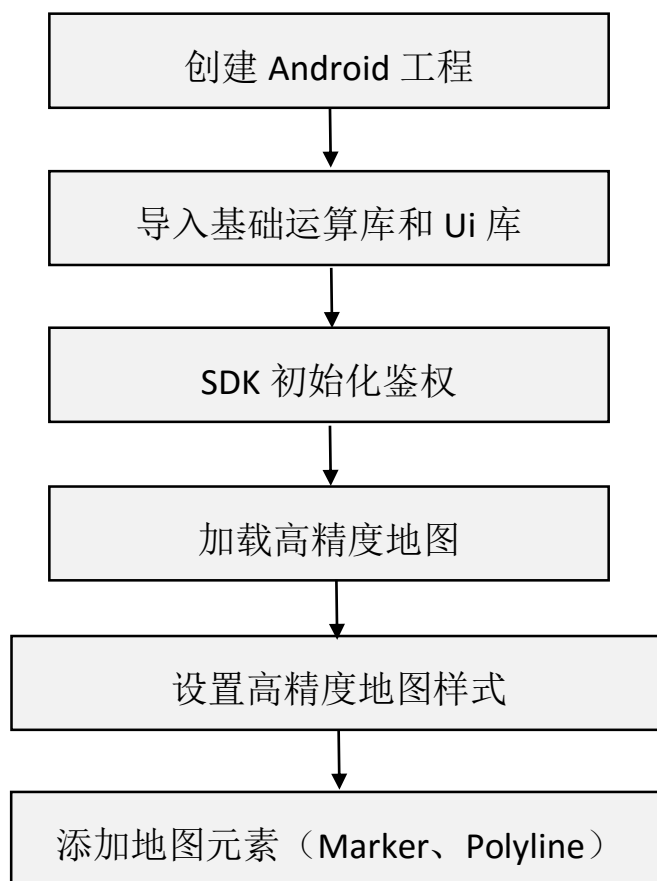 创建 Android 工程
导入基础运算库和 Ui 库
SDK 初始化鉴权
加载高精度地图
设置高精度地图样式
添加地图元素（Marker、Polyline）